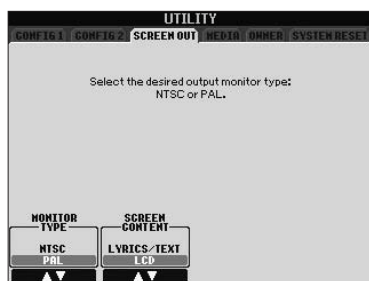 UTILITY
CONFIG 1 CONFIG 2 SCREEN OUT MEDIA OWNER SYSTEM RESET
Select the desired output monitor type:
NTSC or PAL.
MONITOR TYPE
NTSC
PAL
SCREEN CONTENT
LYRICS/TEXT
LCD